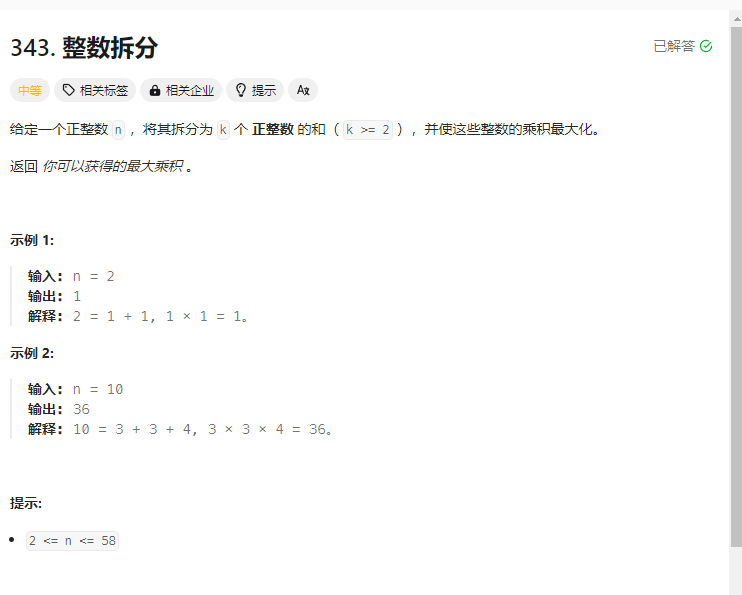 343. 整数拆分
已解答
中等 相关标签 相关企业 提示 Az
给定一个正整数 n ，将其拆分为 k 个 正整数 的和（ k >= 2 ），并使这些整数的乘积最大化。
返回 你可以获得的最大乘积 。
示例 1:
输入: n = 2
输出: 1
解释: 2 = 1 + 1, 1 × 1 = 1。
示例 2:
输入: n = 10
输出: 36
解释: 10 = 3 + 3 + 4, 3 × 3 × 4 = 36。
提示:
2 <= n <= 58